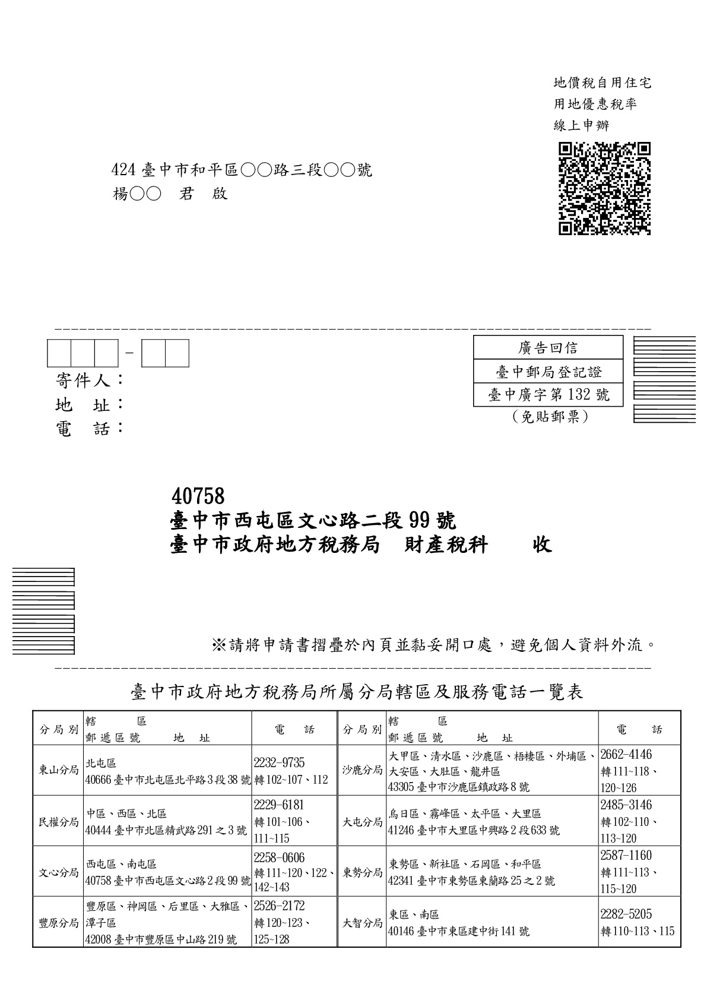 地價稅自用住宅
用地優惠稅率
線上申辦
424 臺中市和平區○○路三段○○號
楊○○ 君 啟
－
寄件人：
地 址：
電 話：
廣告回信
臺中郵局登記證
臺中廣字第 132 號
（免貼郵票）
40758
臺中市西屯區文心路二段 99 號
臺中市政府地方稅務局 財產稅科 收
※請將申請書摺疊於內頁並黏妥開口處，避免個人資料外流。
臺中市政府地方稅務局所屬分局轄區及服務電話一覽表
分局別
轄 區
郵遞區號 地 址
電 話
分局別
轄 區
郵遞區號 地 址
電 話
東山分局
北屯區
40666 臺中市北屯區北平路 3 段 38 號
2232-9735
轉 102~107、112
沙鹿分局
大甲區、清水區、沙鹿區、梧棲區、外埔區、
大安區、大肚區、龍井區
43305 臺中市沙鹿區鎮政路 8 號
2662-4146
轉 111~118、
120~126
民權分局
中區、西區、北區
40444 臺中市北區精武路 291 之 3 號
2229-6181
轉 101~106、
111~115
大屯分局
烏日區、霧峰區、太平區、大里區
41246 臺中市大里區中興路 2 段 633 號
2485-3146
轉 102~110、
113~120
文心分局
西屯區、南屯區
40758 臺中市西屯區文心路 2 段 99 號
2258-0606
轉 111~120、122、
142~143
東勢分局
東勢區、新社區、石岡區、和平區
42341 臺中市東勢區東蘭路 25 之 2 號
2587-1160
轉 111~113、
115~120
豐原分局
豐原區、神岡區、后里區、大雅區、
潭子區
42008 臺中市豐原區中山路 219 號
2526-2172
轉 120~123、
125~128
大智分局
東區、南區
40146 臺中市東區建中街 141 號
2282-5205
轉 110~113、115